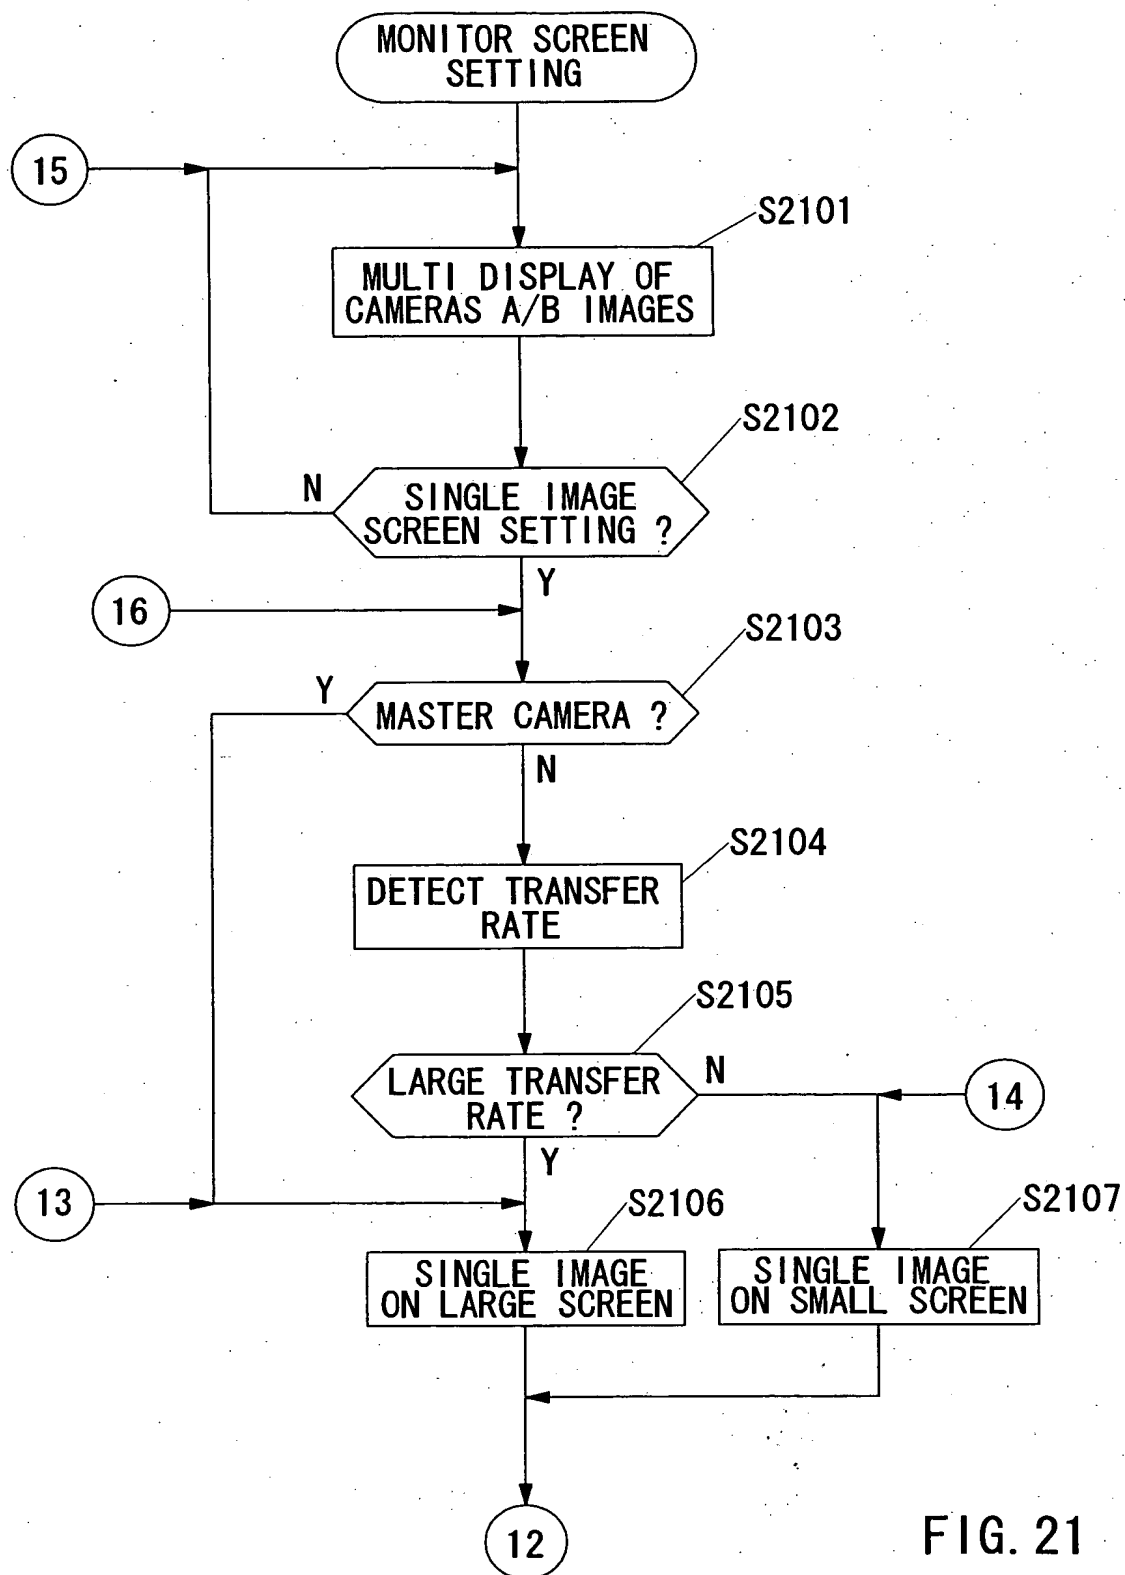 MONITOR SCREEN
SETTING
15
S2101
MULTI DISPLAY OF
CAMERAS A/B IMAGES
S2102
N
SINGLE IMAGE
SCREEN SETTING ?
Y
16
S2103
Y
MASTER CAMERA ?
N
S2104
DETECT TRANSFER
RATE
S2105
LARGE TRANSFER
RATE ?
N
14
Y
13
S2106
S2107
SINGLE IMAGE
ON LARGE SCREEN
SINGLE IMAGE
ON SMALL SCREEN
12
FIG. 21